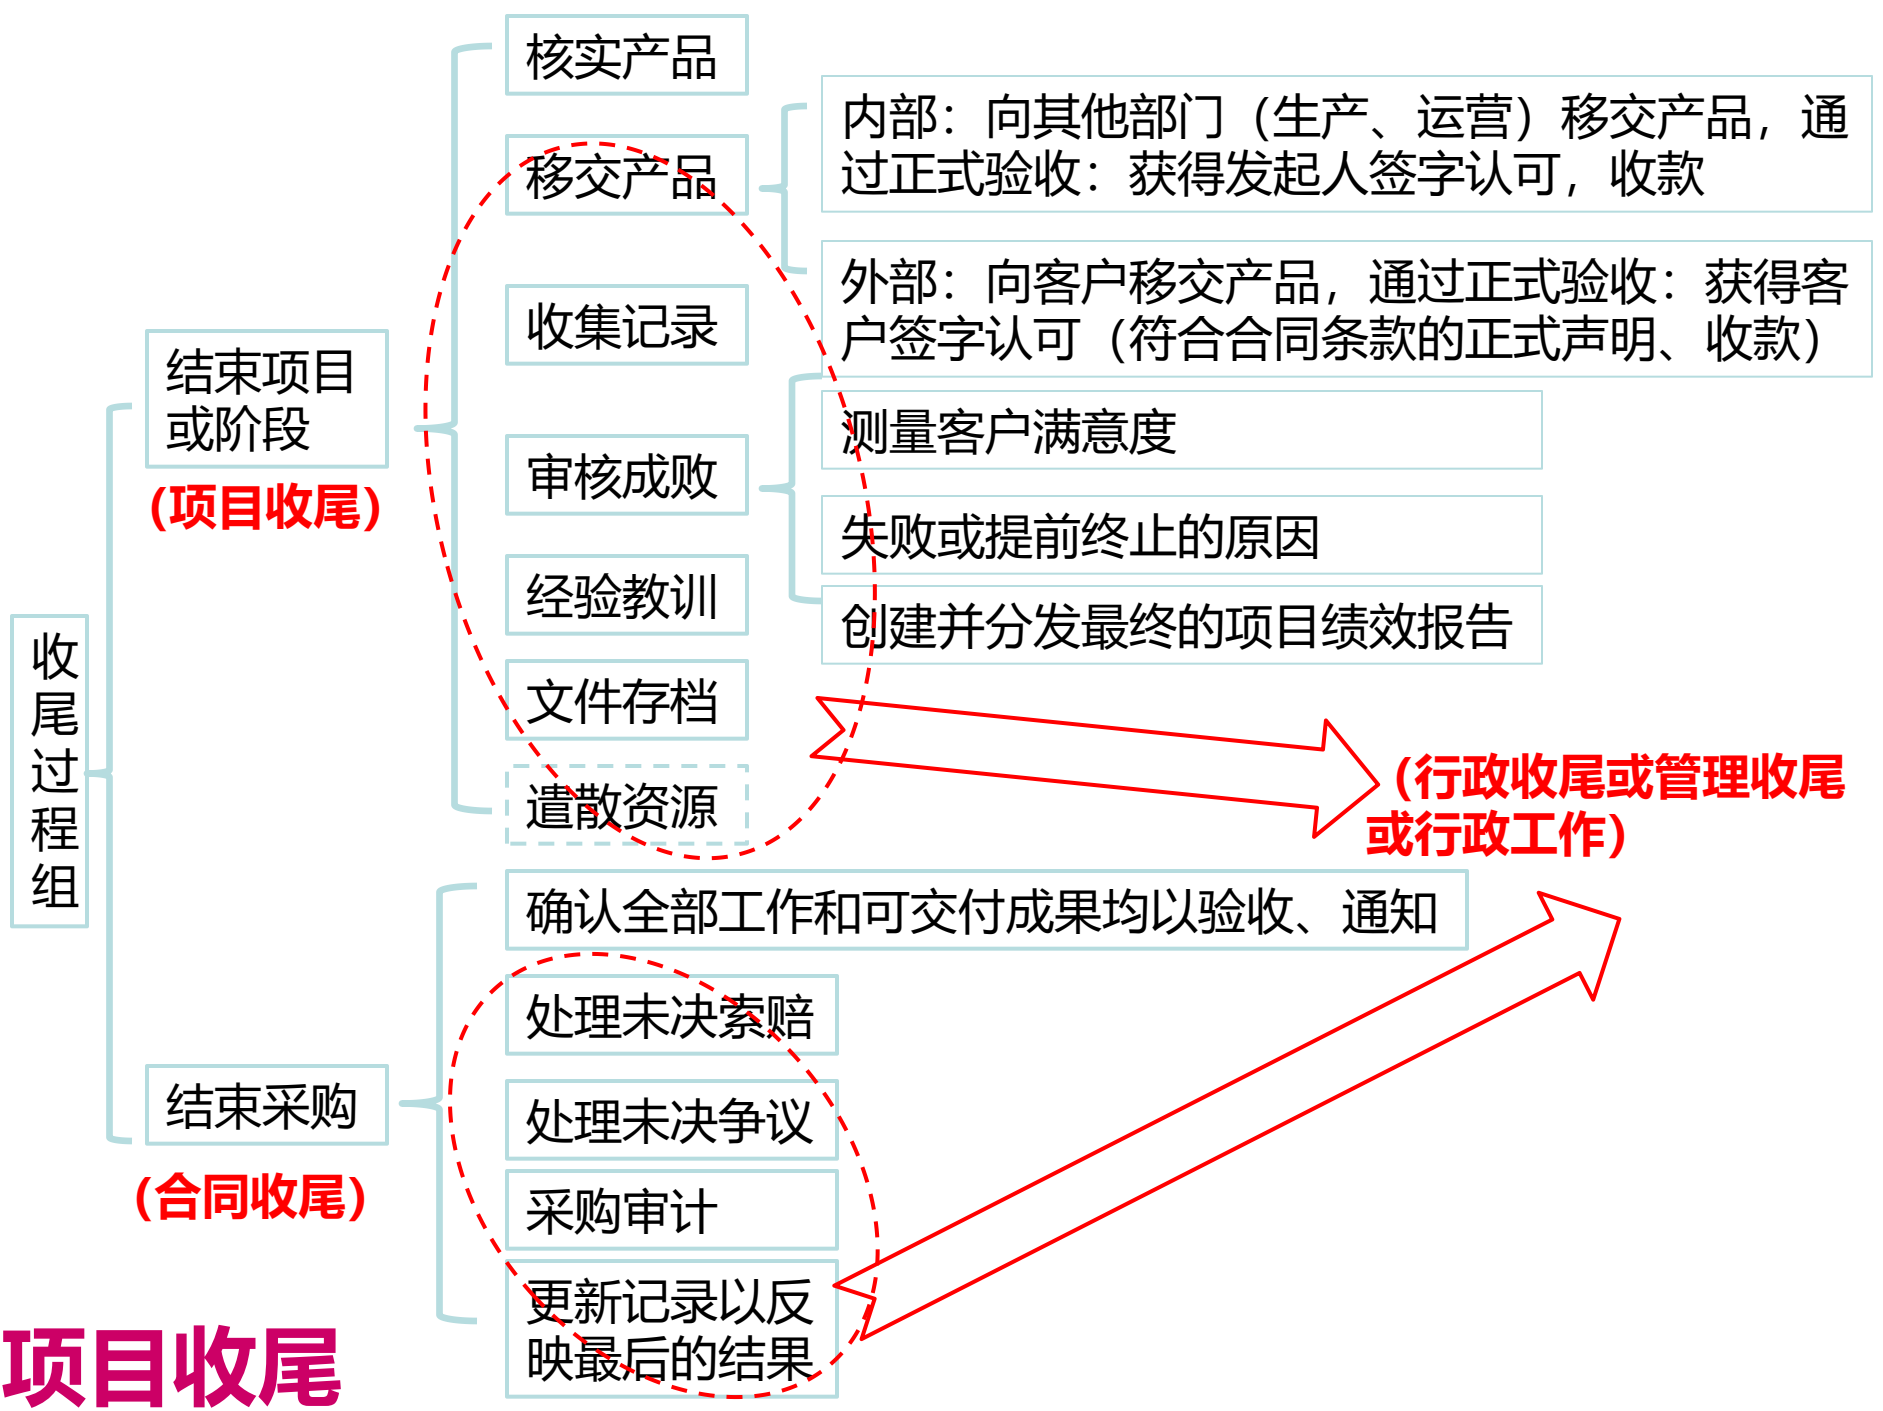 核实产品
移交产品
内部：向其他部门（生产、运营）移交产品，通
过正式验收：获得发起人签字认可，收款
外部：向客户移交产品，通过正式验收：获得客
户签字认可（符合合同条款的正式声明、收款）
收集记录
结束项目
或阶段
（项目收尾）
审核成败
测量客户满意度
失败或提前终止的原因
创建并分发最终的项目绩效报告
经验教训
文件存档
遣散资源
（行政收尾或管理收尾
或行政工作）
收
尾
过
程
组
确认全部工作和可交付成果均以验收、通知
处理未决索赔
结束采购
（合同收尾）
处理未决争议
采购审计
更新记录以反
映最后的结果
项目收尾